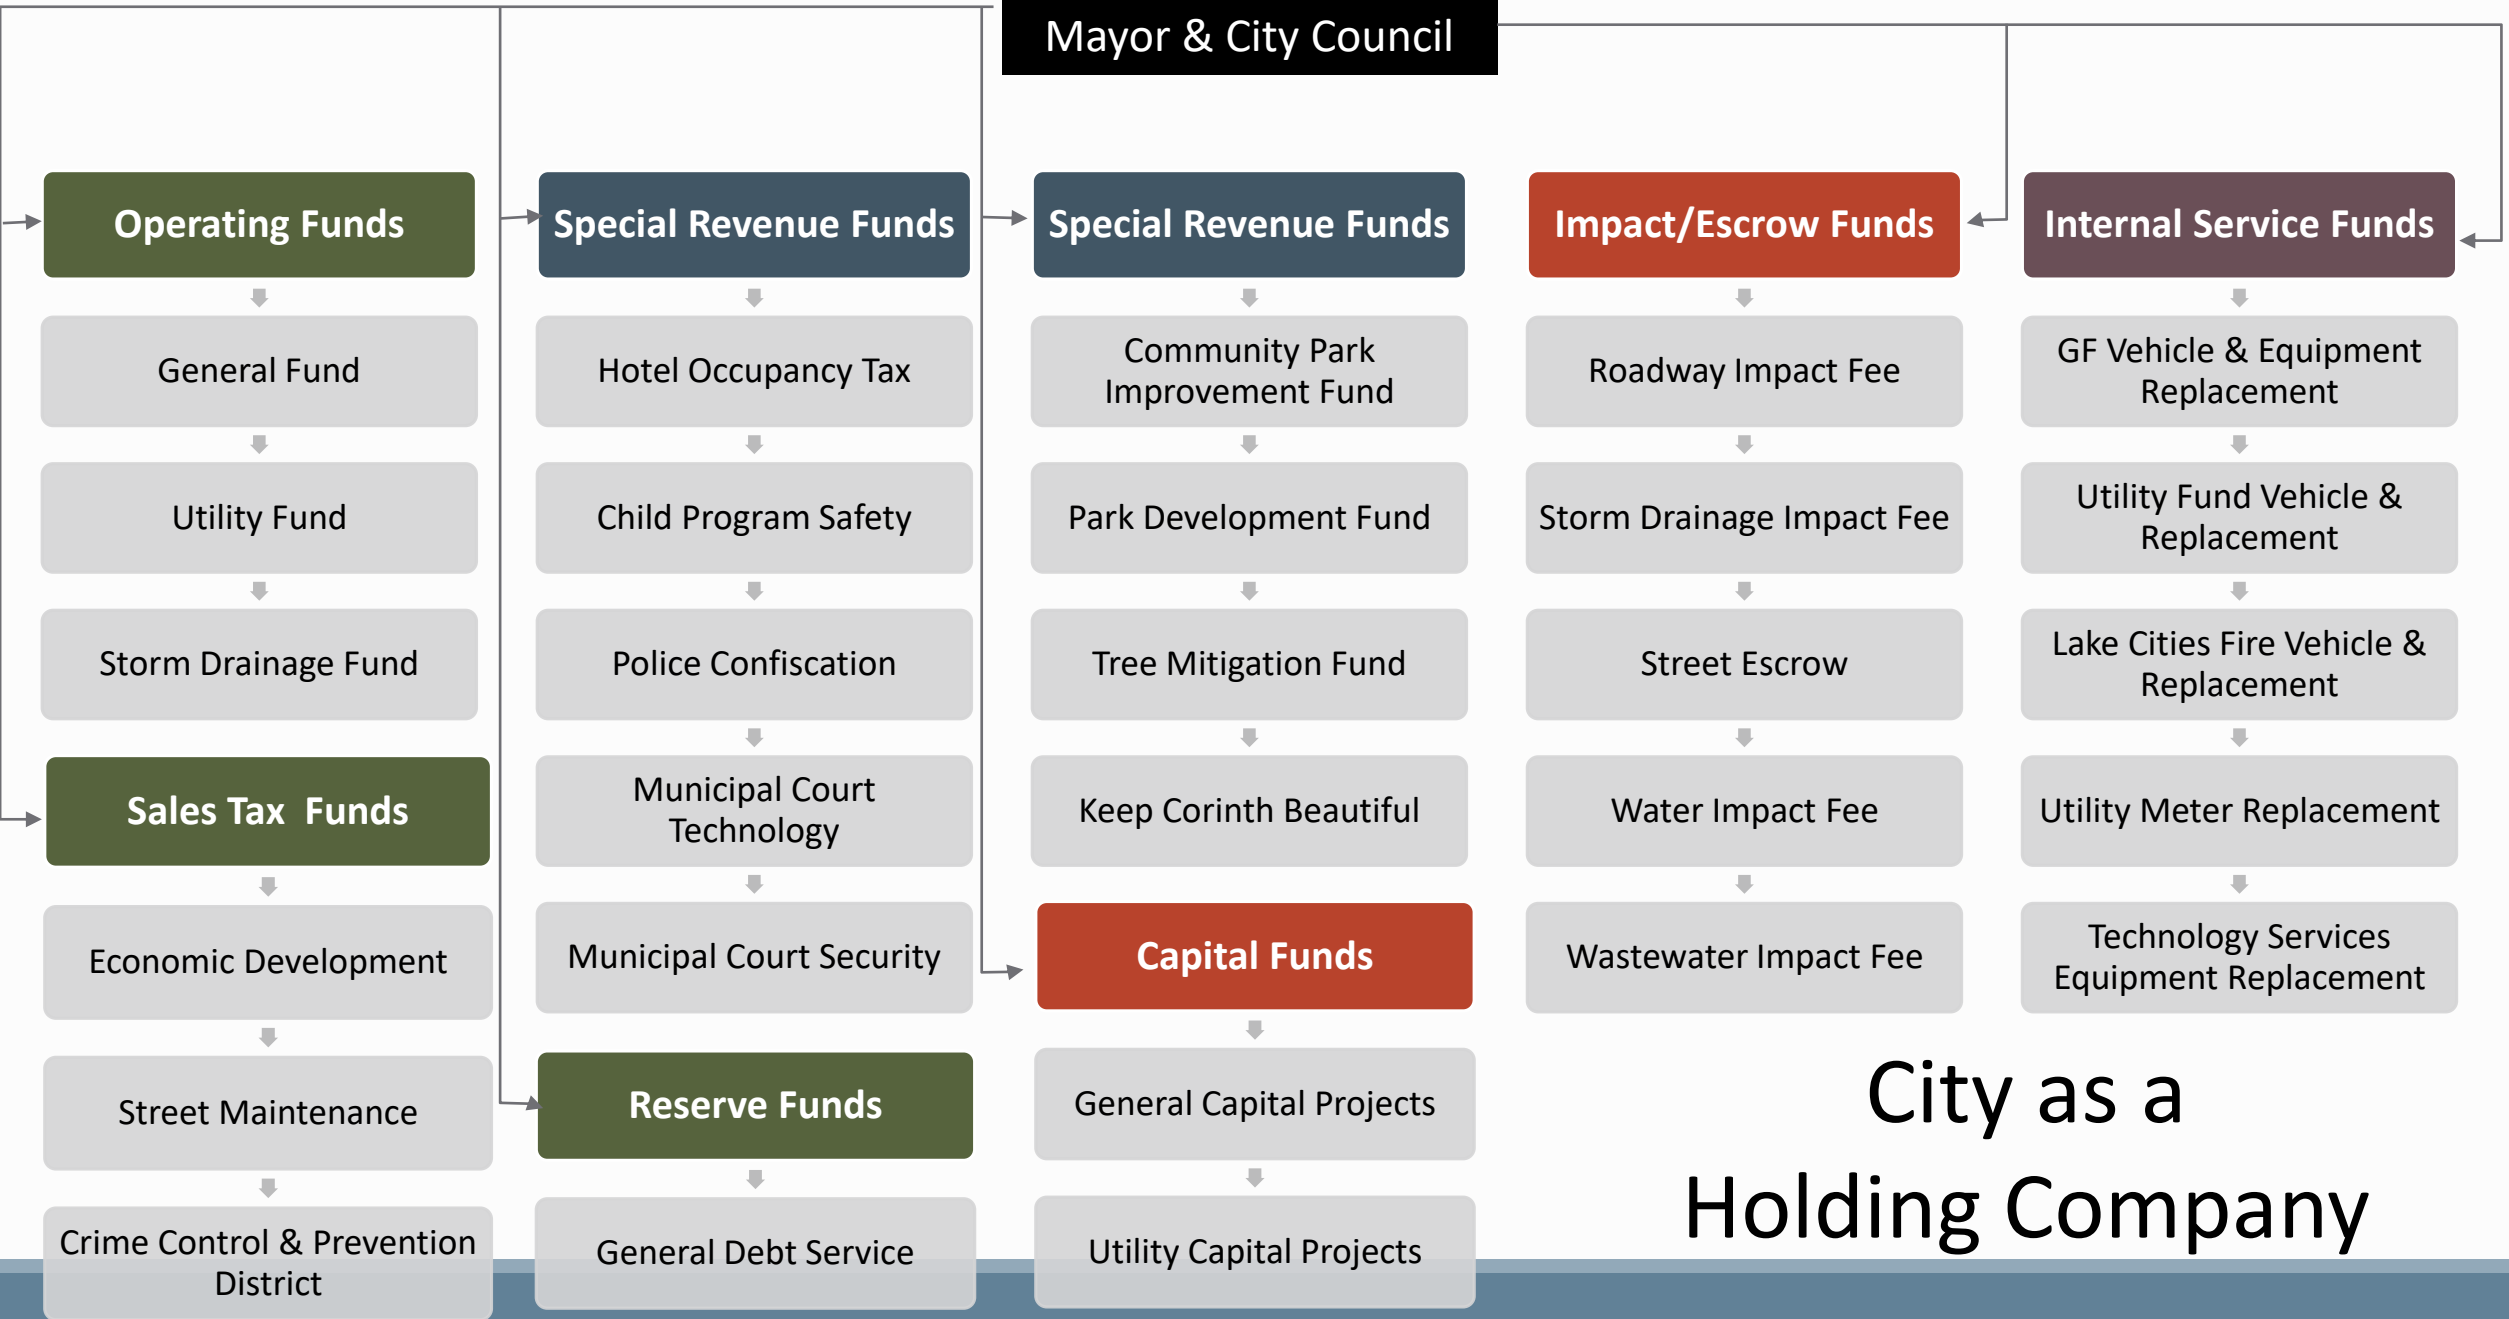 Mayor & City Council
Operating Funds
General Fund
Utility Fund
Storm Drainage Fund
Sales Tax  Funds
Economic Development
Street Maintenance
Crime Control & Prevention
District
Special Revenue Funds
Hotel Occupancy Tax
Child Program Safety
Police Confiscation
Municipal Court
Technology
Municipal Court Security
Reserve Funds
General Debt Service
Special Revenue Funds
Community Park
Improvement Fund
Park Development Fund
Tree Mitigation Fund
Keep Corinth Beautiful
Capital Funds
General Capital Projects
Utility Capital Projects
Impact/Escrow Funds
Roadway Impact Fee
Storm Drainage Impact Fee
Street Escrow
Water Impact Fee
Wastewater Impact Fee
Internal Service Funds
GF Vehicle & Equipment
Replacement
Utility Fund Vehicle &
Replacement
Lake Cities Fire Vehicle &
Replacement
Utility Meter Replacement
Technology Services
Equipment Replacement
City as a
Holding Company